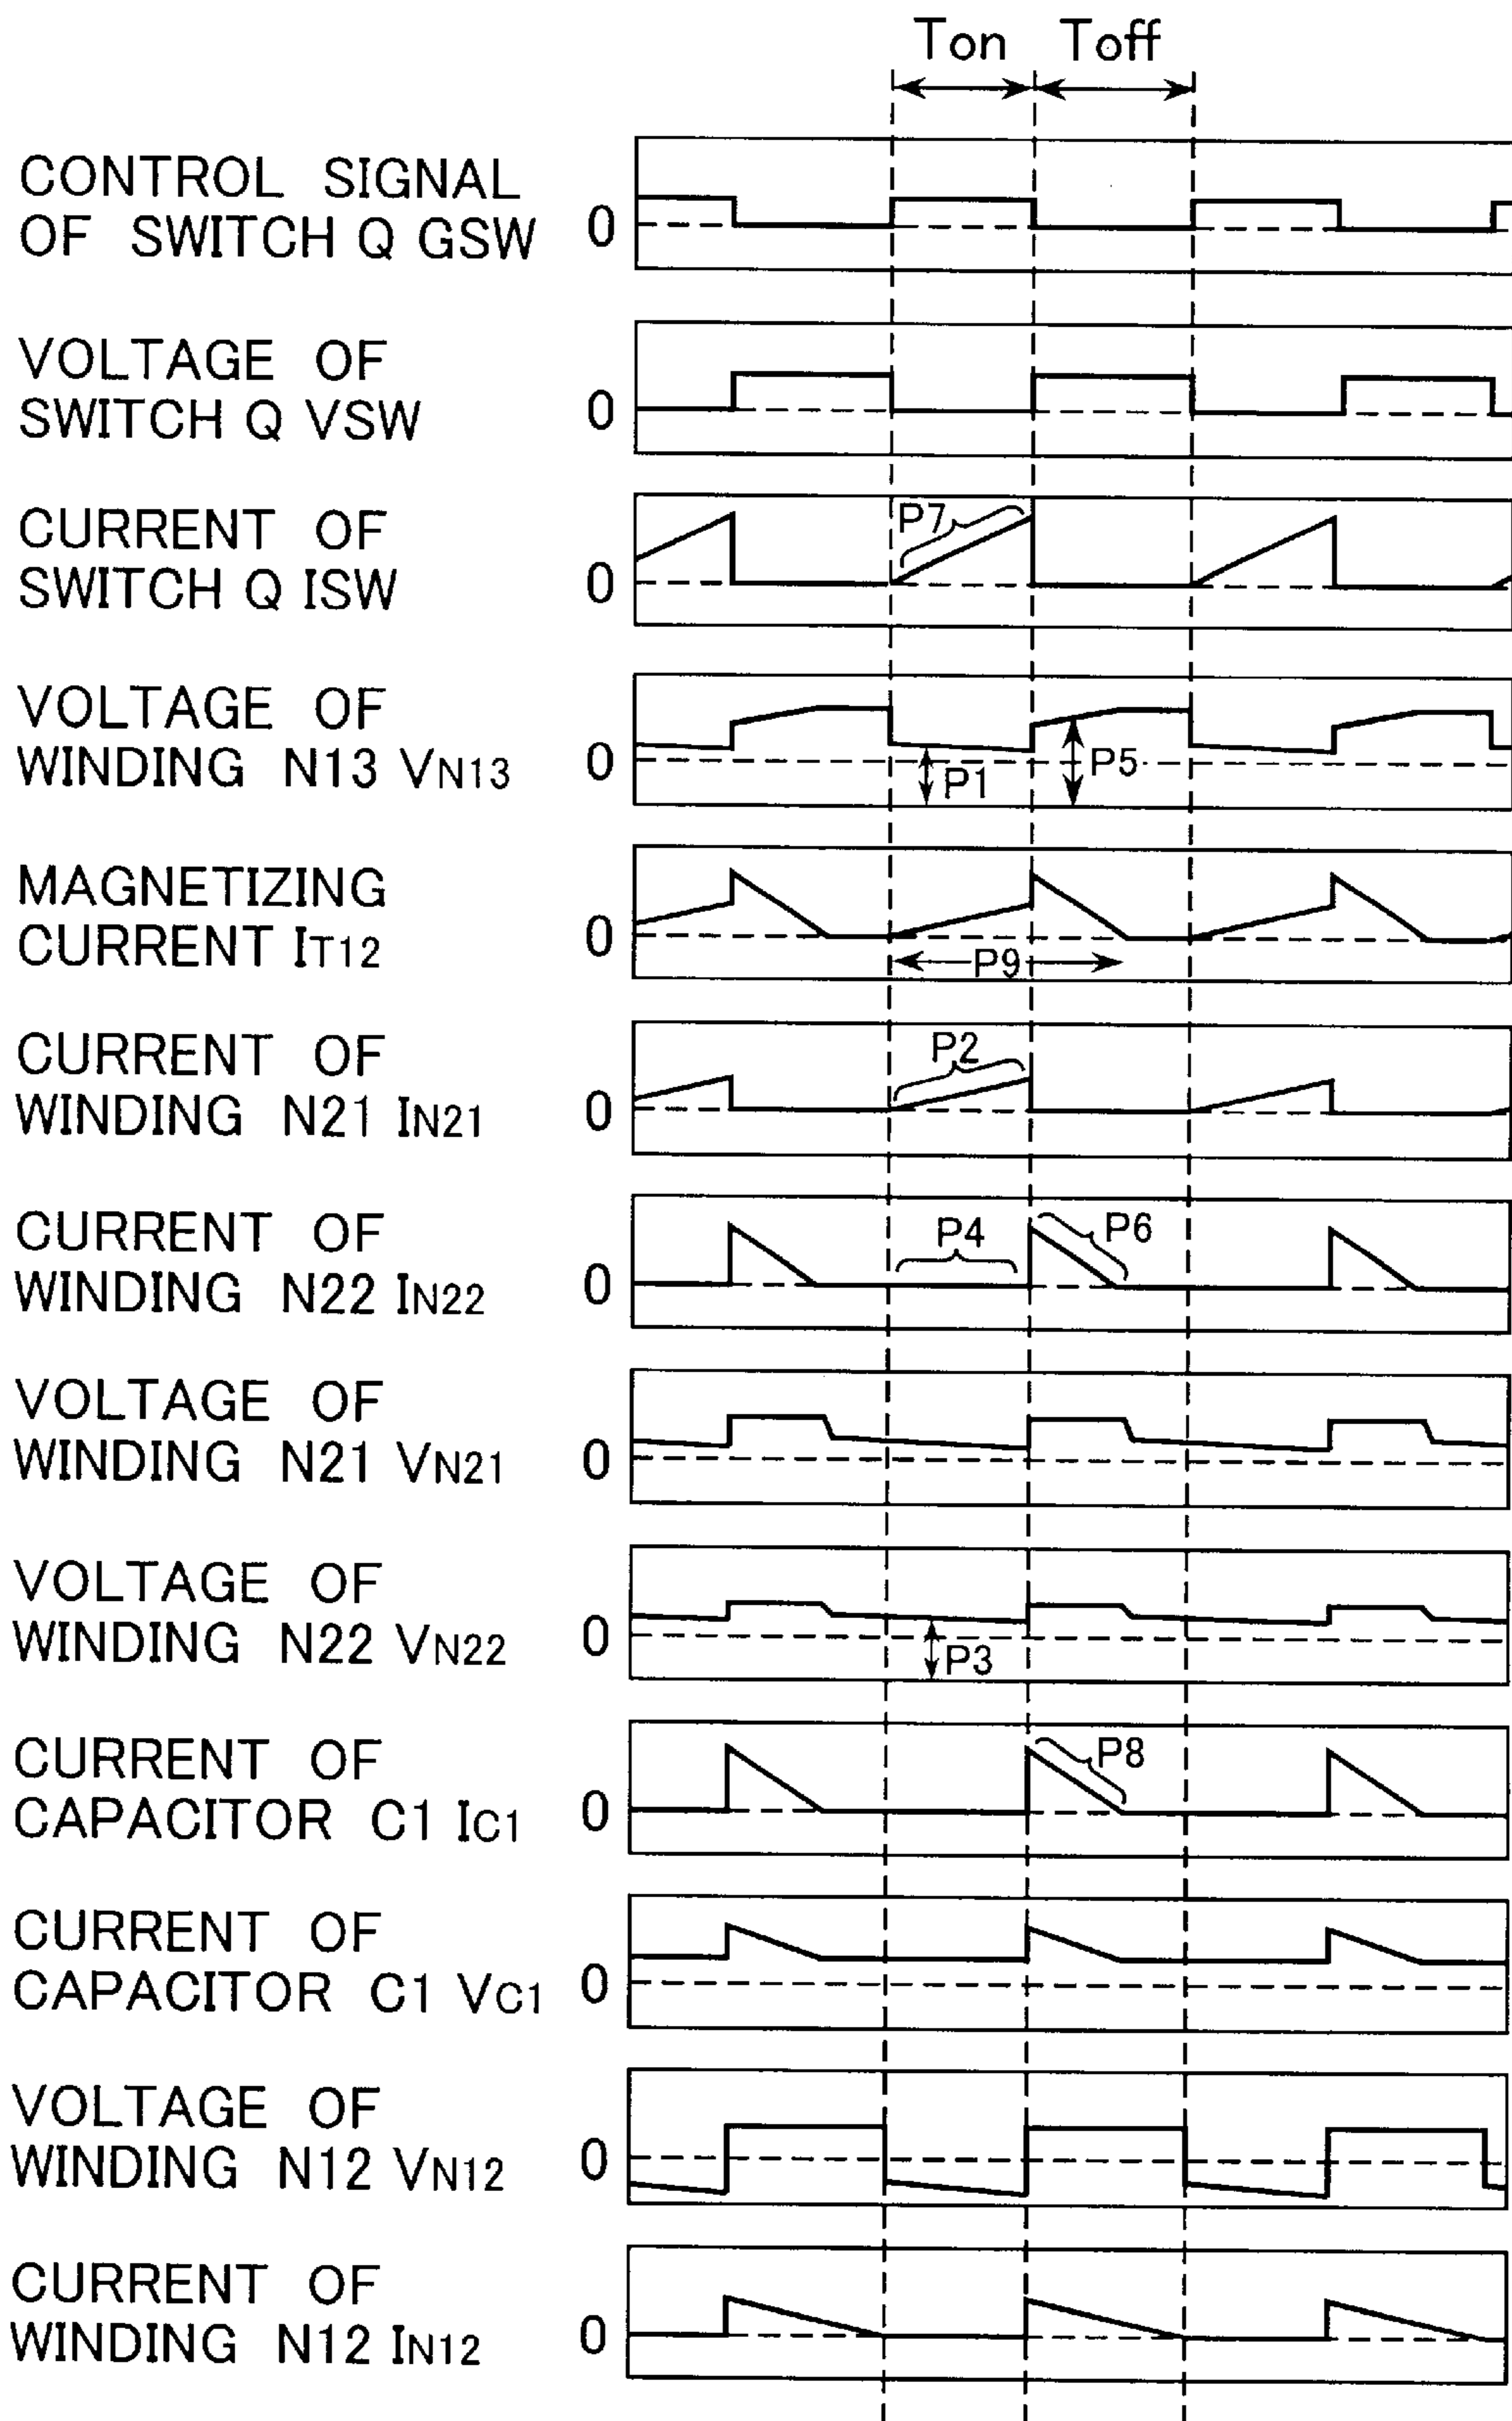 Ton Toff
CONTROL SIGNAL
OF SWITCH Q GSW 0
VOLTAGE OF
SWITCH Q VSW 0
CURRENT OF
SWITCH Q ISW 0
P7
VOLTAGE OF
WINDING N13 VN13 0
P1 P5
MAGNETIZING
CURRENT IT12 0
P9
CURRENT OF
WINDING N21 IN21 0
P2
CURRENT OF
WINDING N22 IN22 0
P4 P6
VOLTAGE OF
WINDING N21 VN21 0
VOLTAGE OF
WINDING N22 VN22 0
P3
CURRENT OF
CAPACITOR C1 IC1 0
P8
CURRENT OF
CAPACITOR C1 VC1 0
VOLTAGE OF
WINDING N12 VN12 0
CURRENT OF
WINDING N12 IN12 0